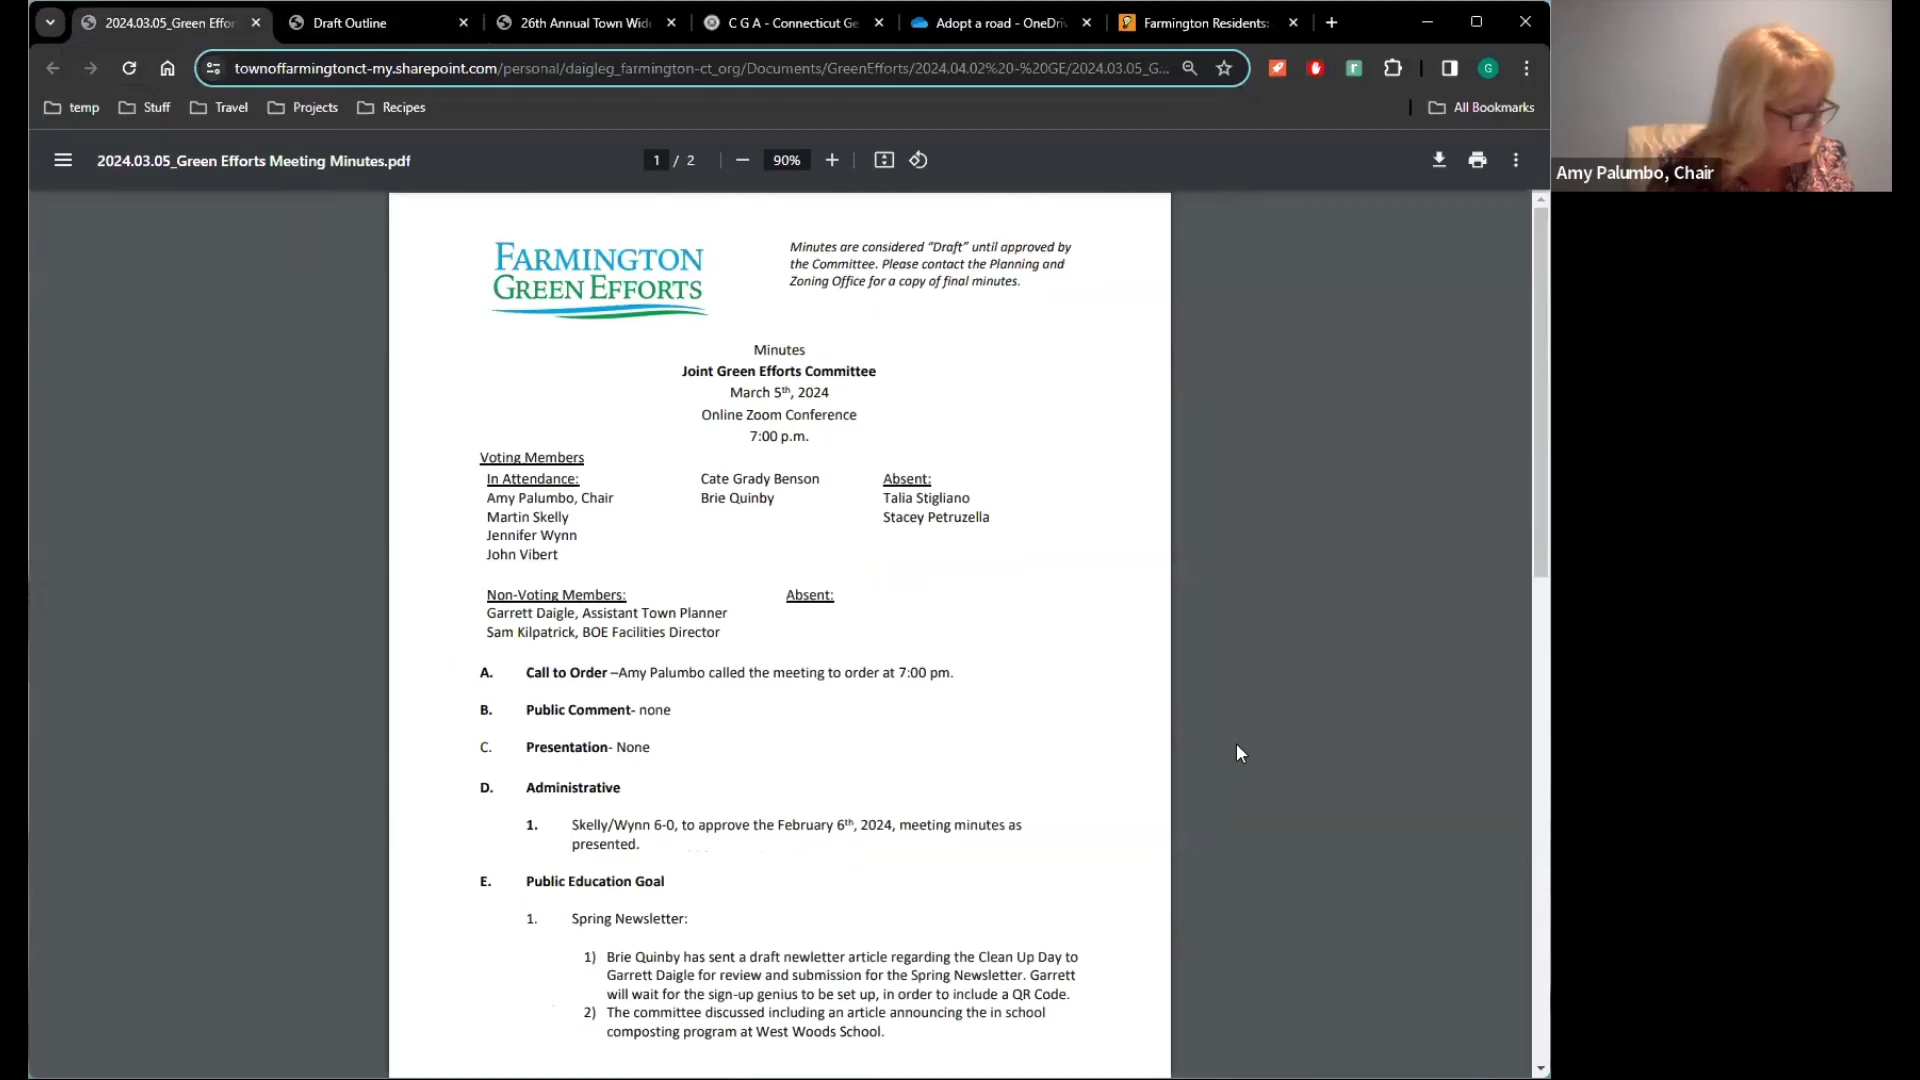 2024.03.05_Green Effor
Draft Outline
26th Annual Town Wid
C G A - Connecticut Ge
Adopt a road - OneDri
Farmington Residents:
townoffarmingtonct-my.sharepoint.com/personal/daigleg_farmington-ct_org/Documents/GreenEfforts/2024.04.02%20-%20GE/2024.03.05_G...
G
temp
Stuff
Travel
Projects
Recipes
All Bookmarks
2024.03.05_Green Efforts Meeting Minutes.pdf
1 / 2
90%
Amy Palumbo, Chair
FARMINGTON
GREEN EFFORTS
Minutes are considered “Draft” until approved by
the Committee. Please contact the Planning and
Zoning Office for a copy of final minutes.
Minutes
Joint Green Efforts Committee
March 5th, 2024
Online Zoom Conference
7:00 p.m.
Voting Members
In Attendance: Cate Grady Benson Absent:
Amy Palumbo, Chair Brie Quinby Talia Stigliano
Martin Skelly Stacey Petruzella
Jennifer Wynn
John Vibert
Non-Voting Members: Absent:
Garrett Daigle, Assistant Town Planner
Sam Kilpatrick, BOE Facilities Director
A. Call to Order –Amy Palumbo called the meeting to order at 7:00 pm.
B. Public Comment- none
C. Presentation- None
D. Administrative
1. Skelly/Wynn 6-0, to approve the February 6th, 2024, meeting minutes as
presented.
E. Public Education Goal
1. Spring Newsletter:
1) Brie Quinby has sent a draft newletter article regarding the Clean Up Day to
Garrett Daigle for review and submission for the Spring Newsletter. Garrett
will wait for the sign-up genius to be set up, in order to include a QR Code.
2) The committee discussed including an article announcing the in school
composting program at West Woods School.